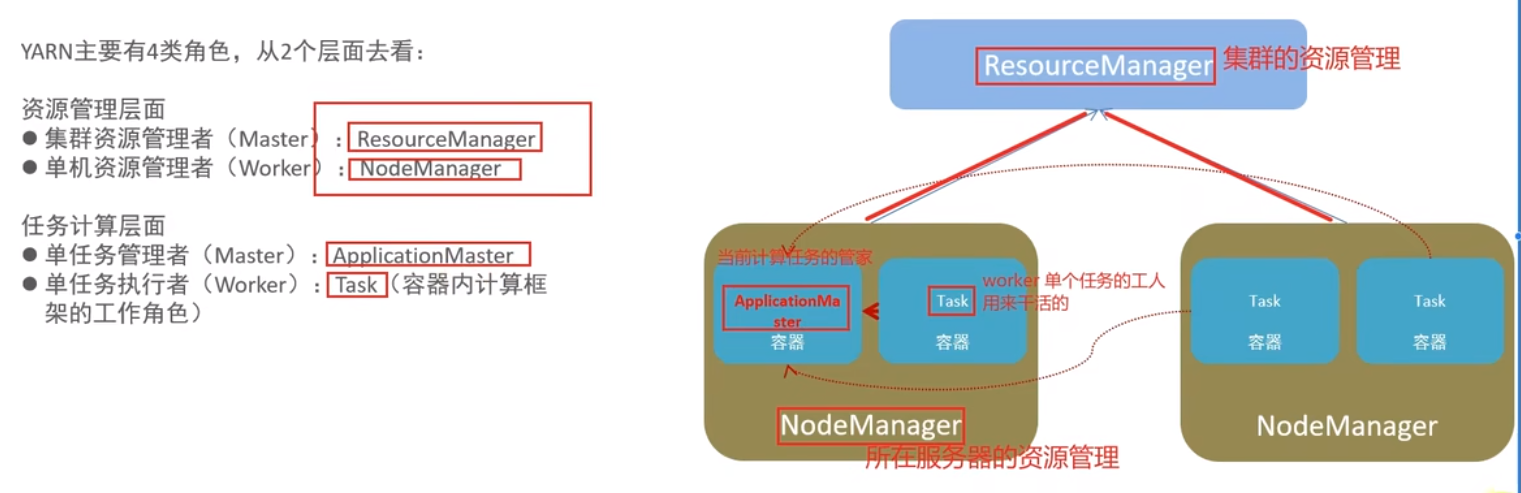 YARN主要有4类角色，从2个层面去看：
资源管理层面
● 集群资源管理者（Master）：ResourceManager
● 单机资源管理者（Worker）：NodeManager
任务计算层面
● 单任务管理者（Master）：ApplicationMaster
● 单任务执行者（Worker）：Task（容器内计算框
架的工作角色）
ResourceManager
集群的资源管理
当前计算任务的管家
ApplicationMa
ster
容器
Task
容器
worker 单个任务的工人
用来干活的
NodeManager
所在服务器的资源管理
Task
容器
Task
容器
NodeManager